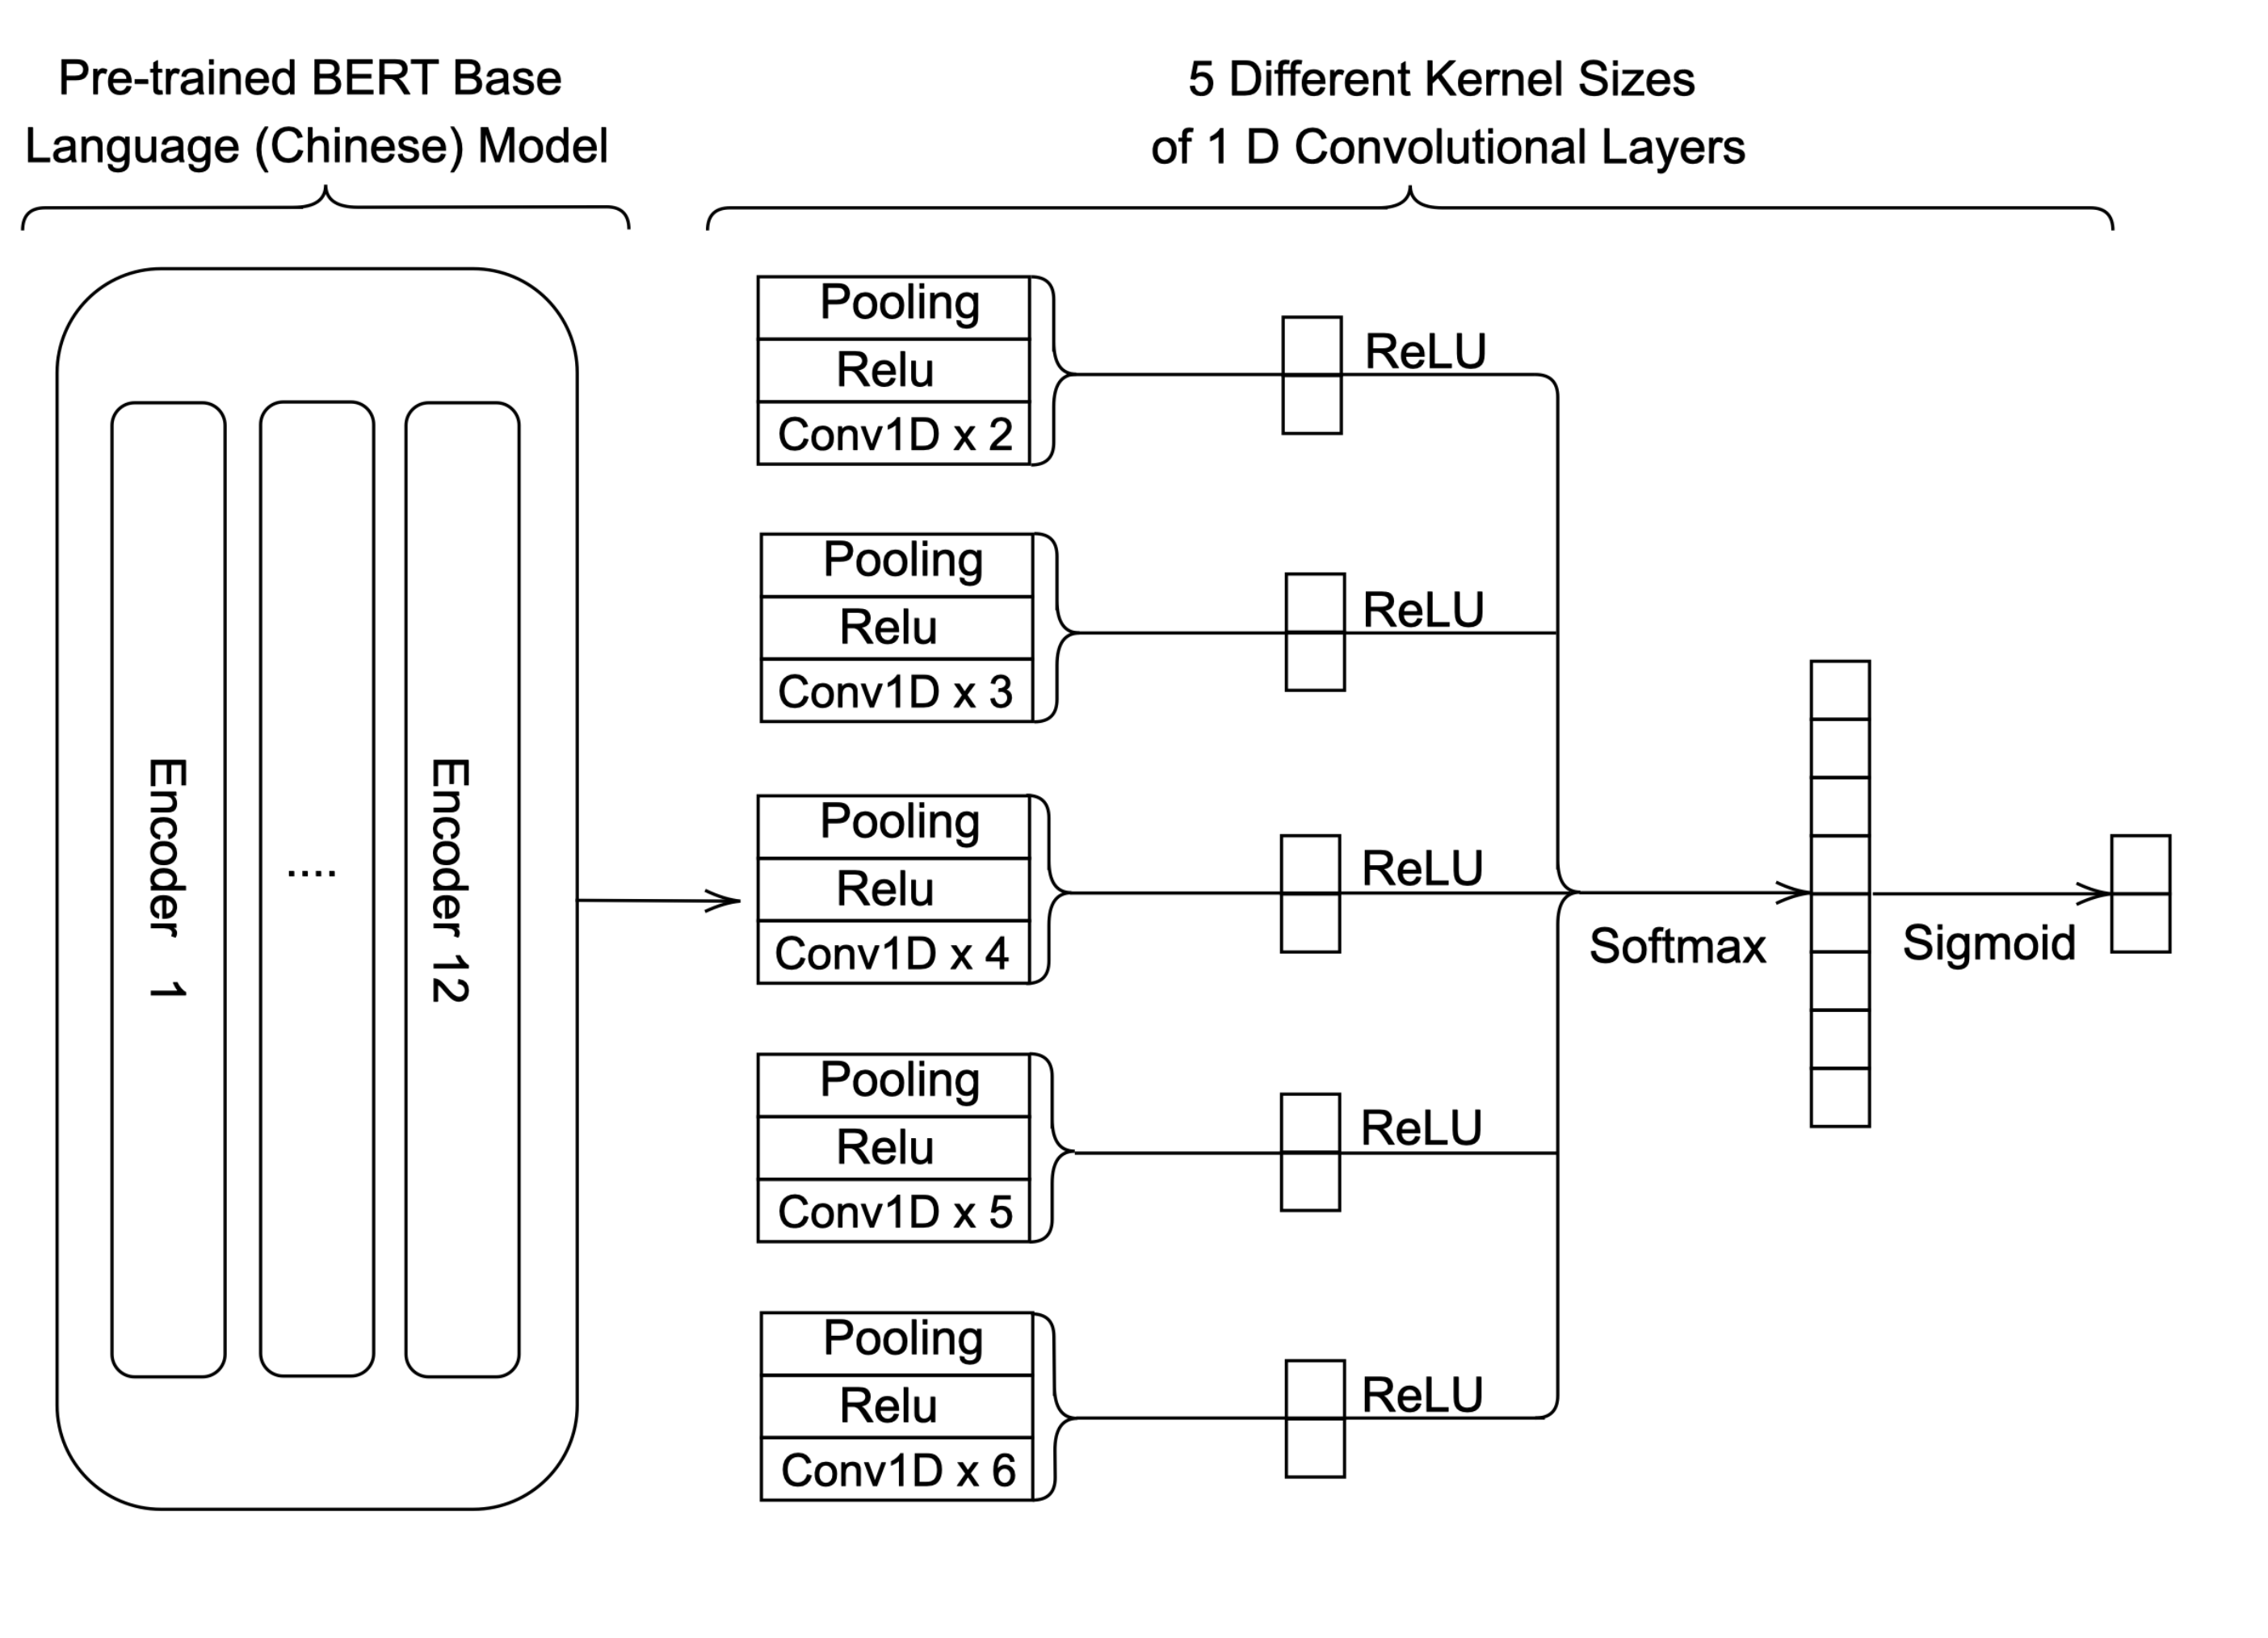 Pre-trained BERT Base
Language (Chinese) Model
5 Different Kernel Sizes
of 1 D Convolutional Layers
Encoder 1
....
Encoder 12
Pooling
Relu
Conv1D x 2
ReLU
Pooling
Relu
Conv1D x 3
ReLU
Pooling
Relu
Conv1D x 4
ReLU
Pooling
Relu
Conv1D x 5
ReLU
Pooling
Relu
Conv1D x 6
ReLU
Softmax
Sigmoid